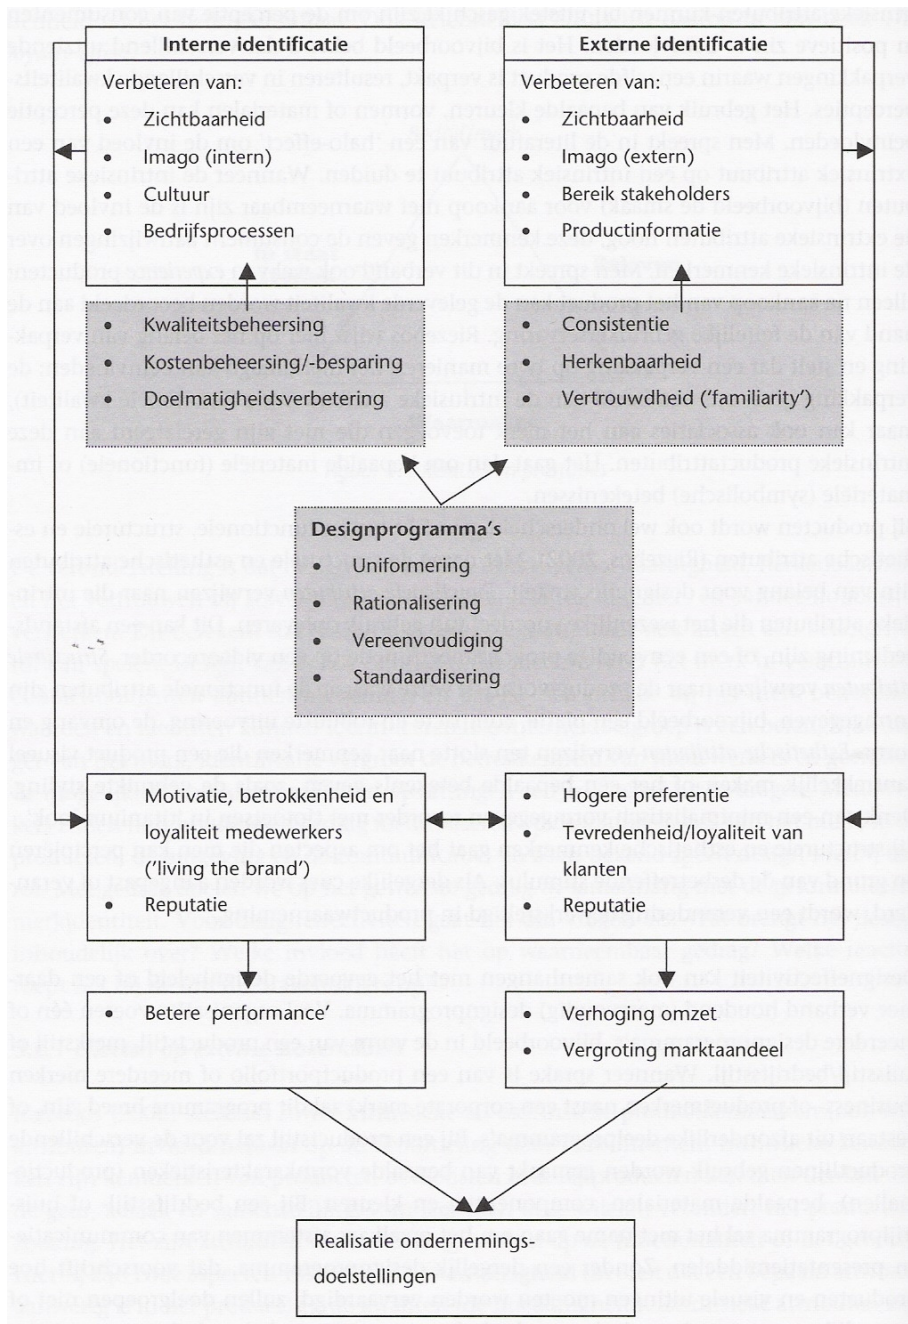 Interne identificatie
Verbeteren van:
• Zichtbaarheid
• Imago (intern)
• Cultuur
• Bedrijfsprocessen
Externe identificatie
Verbeteren van:
• Zichtbaarheid
• Imago (extern)
• Bereik stakeholders
• Productinformatie
• Kwaliteitsbeheersing
• Kostenbeheersing/-besparing
• Doelmatigheidsverbetering
• Consistentie
• Herkenbaarheid
• Vertrouwdheid (‘familiarity’)
Designprogramma’s
• Uniformering
• Rationalisering
• Vereenvoudiging
• Standaardisering
• Motivatie, betrokkenheid en
loyaliteit medewerkers
(‘living the brand’)
• Reputatie
• Hogere preferentie
• Tevredenheid/loyaliteit van
klanten
• Reputatie
• Betere ‘performance’
• Verhoging omzet
• Vergroting marktaandeel
Realisatie ondernemings-
doelstellingen